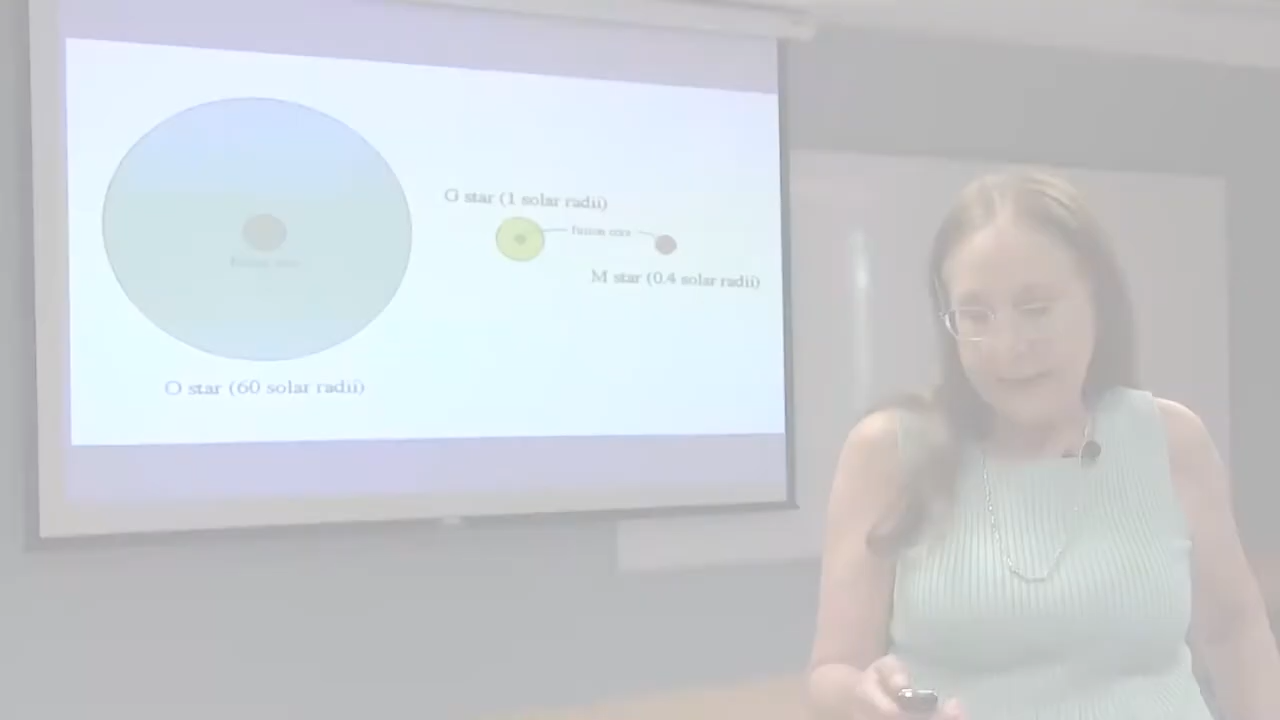 G star (1 solar radii)
fusion core
M star (0.4 solar radii)
O star (60 solar radii)